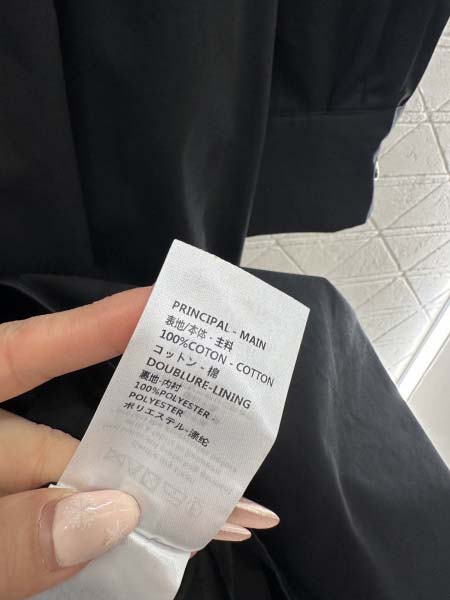 PRINCIPAL - MAIN
表地/本体 · 主料
100%COTON - COTTON
コットン - 棉
DOUBLURE-LINING
裏地-内衬
100%POLYESTER -
POLYESTER
ポリエステル-涤纶